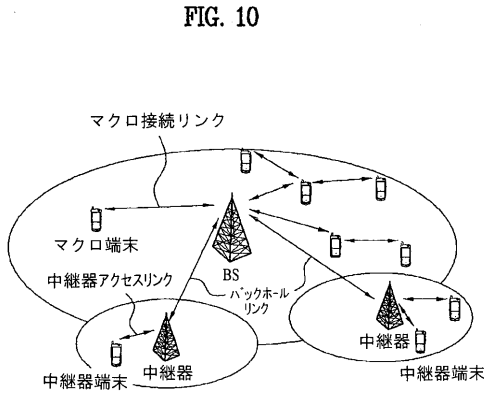 FIG. 10
マクロ接続リンク
マクロ端末
BS
中継器アクセスリンク
バックホール
リンク
中継器
中継器
中継器端末
中継器端末